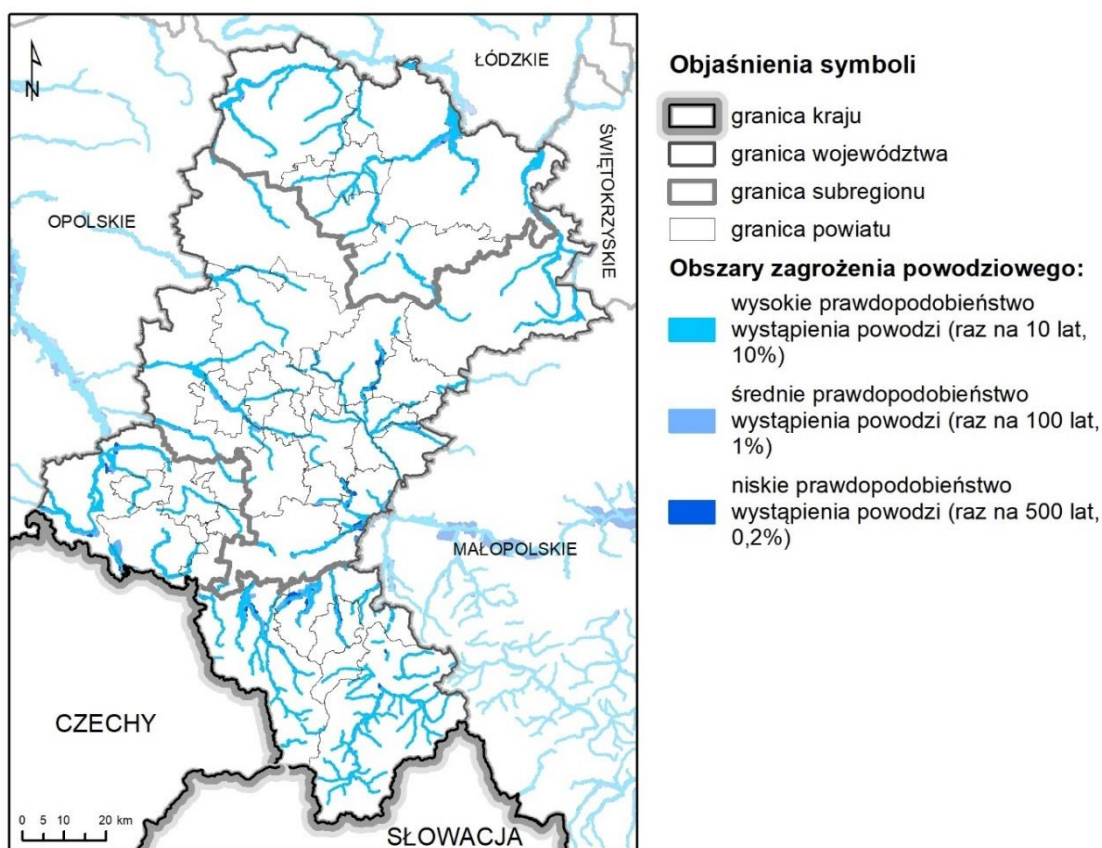 N
ŁÓDZKIE
ŚWIĘTOKRZYSKIE
OPOLSKIE
MAŁOPOLSKIE
CZECHY
SŁOWACJA
0 5 10 20 km
Objaśnienia symboli
granica kraju
granica województwa
granica subregionu
granica powiatu
Obszary zagrożenia powodziowego:
wysokie prawdopodobieństwo
wystąpienia powodzi (raz na 10 lat,
10%)
średnie prawdopodobieństwo
wystąpienia powodzi (raz na 100 lat,
1%)
niskie prawdopodobieństwo
wystąpienia powodzi (raz na 500 lat,
0,2%)